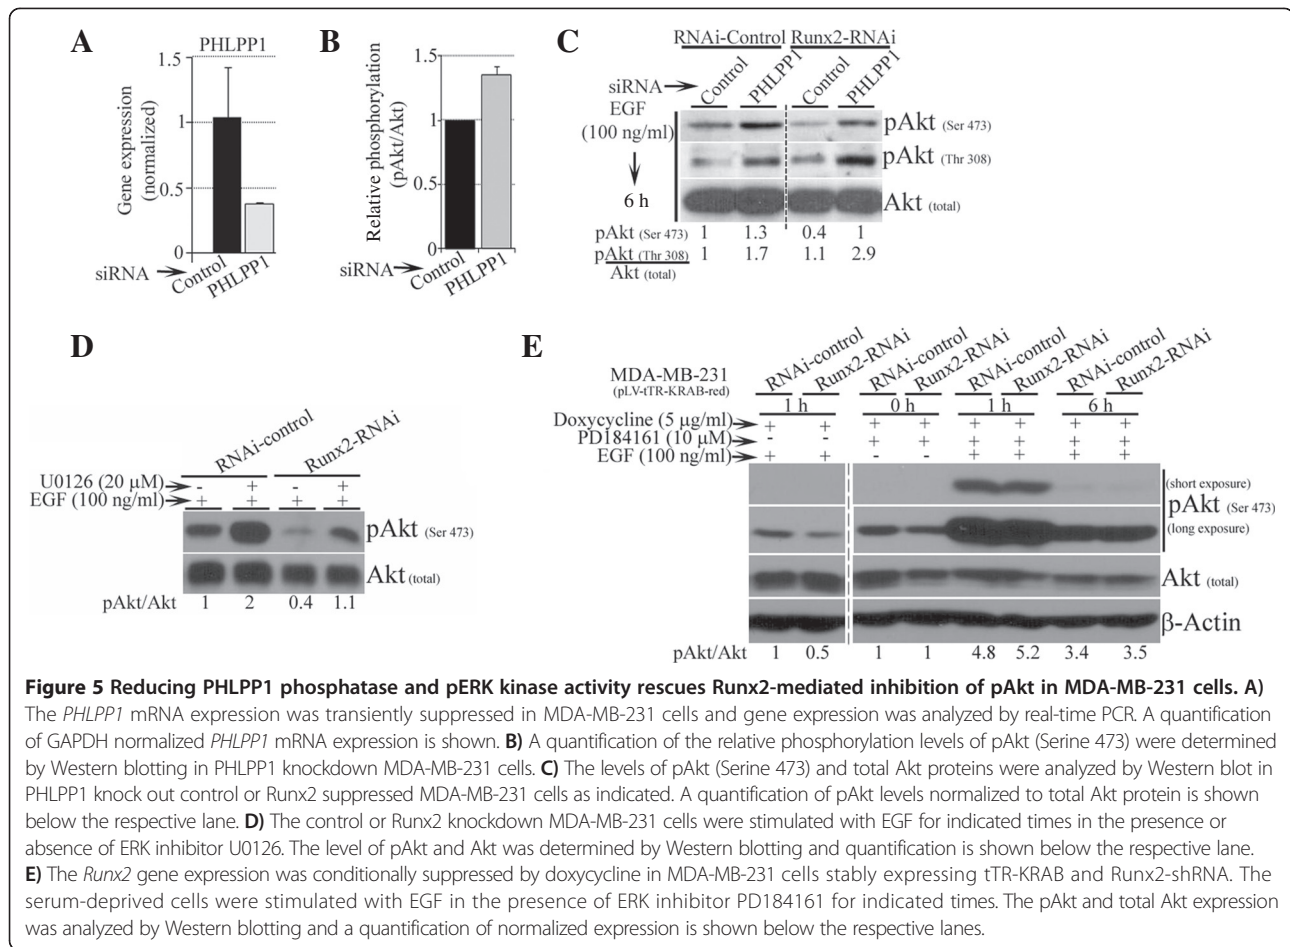 A
PHLPP1
1.5
1
0.5
0
Gene expression
(normalized)
siRNA
Control
PHLPP1
B
1.5
1
0.5
0
Relative phosphorylation
(pAkt/Akt)
siRNA
Control
PHLPP1
C
RNAi-Control Runx2-RNAi
siRNA
Control PHLPP1 Control PHLPP1
EGF
(100 ng/ml)
6 h
pAkt (Ser 473)
pAkt (Thr 308)
Akt (total)
pAkt (Ser 473) 1 1.3 0.4 1
pAkt (Thr 308) 1 1.7 1.1 2.9
Akt (total)
D
RNAi-control Runx2-RNAi
U0126 (20 µM) - + - +
EGF (100 ng/ml) + + + +
pAkt (Ser 473)
Akt (total)
pAkt/Akt 1 2 0.4 1.1
E
MDA-MB-231
(pLV-tTR-KRAB-red)
RNAi-control Runx2-RNAi RNAi-control Runx2-RNAi RNAi-control Runx2-RNAi RNAi-control Runx2-RNAi
1 h 0 h 1 h 6 h
Doxycycline (5 µg/ml) + + + + + + + +
PD184161 (10 µM) - - + + + + + +
EGF (100 ng/ml) + + - - + + + +
(short exposure)
pAkt (Ser 473)
(long exposure)
Akt (total)
β-Actin
pAkt/Akt 1 0.5 1 1 4.8 5.2 3.4 3.5
Figure 5 Reducing PHLPP1 phosphatase and pERK kinase activity rescues Runx2-mediated inhibition of pAkt in MDA-MB-231 cells. A)
The PHLPP1 mRNA expression was transiently suppressed in MDA-MB-231 cells and gene expression was analyzed by real-time PCR. A quantification
of GAPDH normalized PHLPP1 mRNA expression is shown. B) A quantification of the relative phosphorylation levels of pAkt (Serine 473) were determined
by Western blotting in PHLPP1 knockdown MDA-MB-231 cells. C) The levels of pAkt (Serine 473) and total Akt proteins were analyzed by Western blot in
PHLPP1 knock out control or Runx2 suppressed MDA-MB-231 cells as indicated. A quantification of pAkt levels normalized to total Akt protein is shown
below the respective lane. D) The control or Runx2 knockdown MDA-MB-231 cells were stimulated with EGF for indicated times in the presence or
absence of ERK inhibitor U0126. The level of pAkt and Akt was determined by Western blotting and quantification is shown below the respective lane.
E) The Runx2 gene expression was conditionally suppressed by doxycycline in MDA-MB-231 cells stably expressing tTR-KRAB and Runx2-shRNA. The
serum-deprived cells were stimulated with EGF in the presence of ERK inhibitor PD184161 for indicated times. The pAkt and total Akt expression
was analyzed by Western blotting and a quantification of normalized expression is shown below the respective lanes.